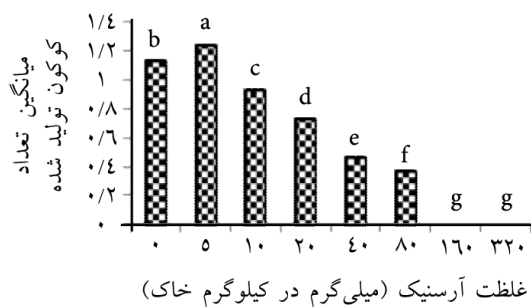 میانگین تعداد
کوکون تولید شده
۱/۴
۱/۲
۱
۰/۸
۰/۶
۰/۴
۰/۲
۰
b a c d e f g g
۰ ۵ ۱۰ ۲۰ ۴۰ ۸۰ ۱۶۰ ۳۲۰
غلظت آرسنیک (میلی‌گرم در کیلوگرم خاک)